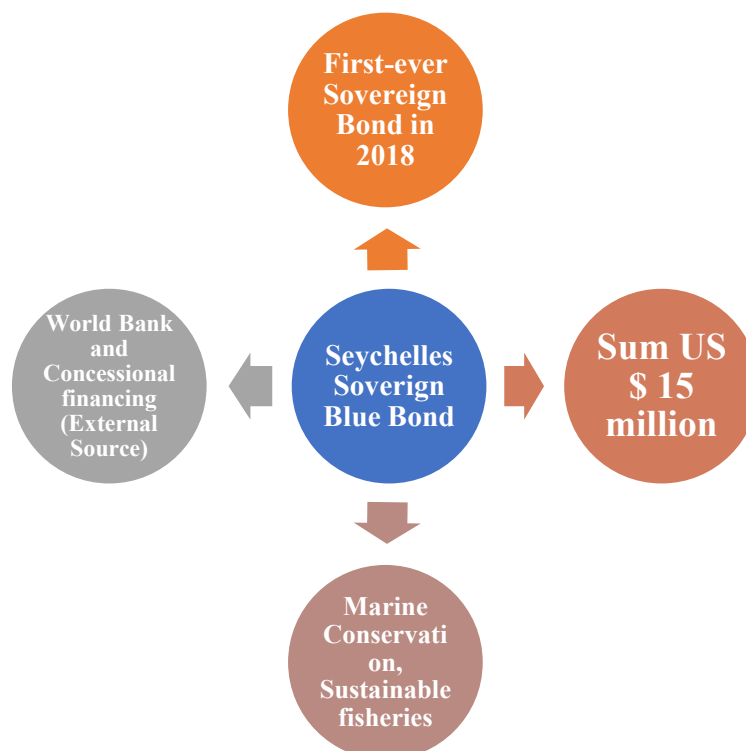 First-ever
Sovereign
Bond in
2018
World Bank
and
Concessional
financing
(External
Source)
Seychelles
Soverign
Blue Bond
Sum US
$ 15
million
Marine
Conservati
on,
Sustainable
fisheries